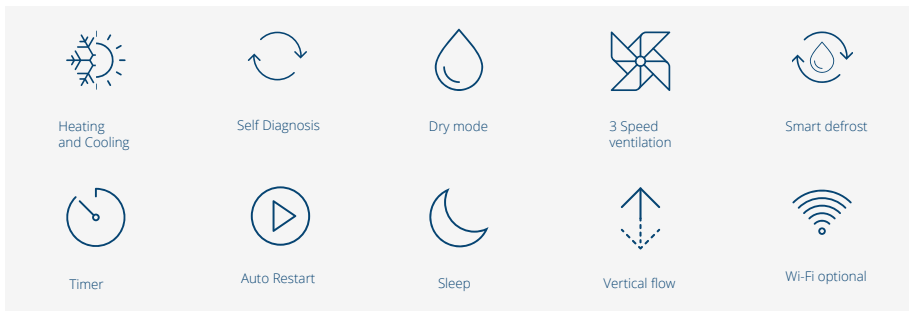 Heating
and Cooling
Self Diagnosis
Dry mode
3 Speed
ventilation
Smart defrost
Timer
Auto Restart
Sleep
Vertical flow
Wi-Fi optional